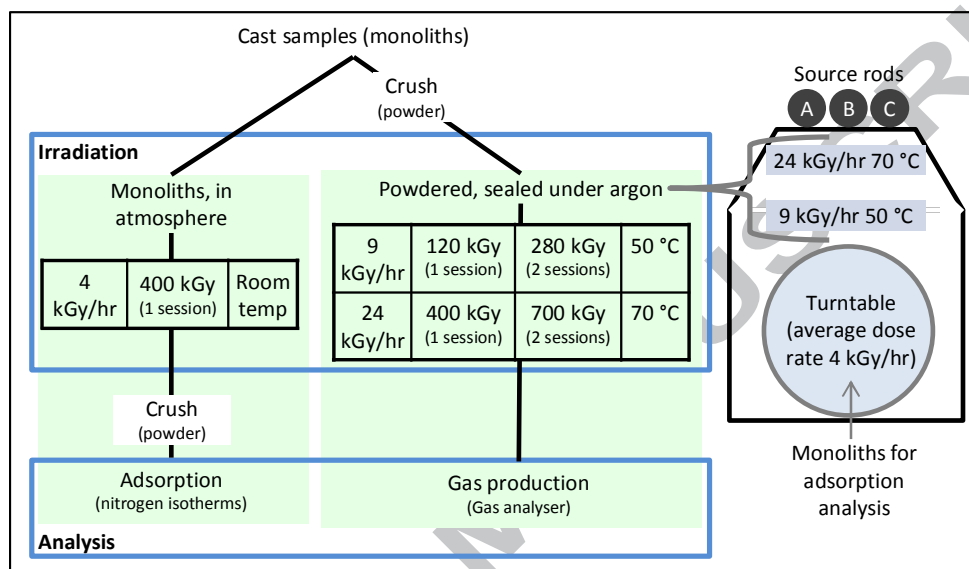 Cast samples (monoliths)
Crush
(powder)
Source rods
A B C
Irradiation
24 kGy/hr 70 °C
Monoliths, in
atmosphere
Powdered, sealed under argon
9 kGy/hr 50 °C
4
kGy/hr
400 kGy
(1 session)
Room
temp
9
kGy/hr
120 kGy
(1 session)
280 kGy
(2 sessions)
50 °C
24
kGy/hr
400 kGy
(1 session)
700 kGy
(2 sessions)
70 °C
Turntable
(average dose
rate 4 kGy/hr)
Crush
(powder)
Monoliths for
adsorption
analysis
Adsorption
(nitrogen isotherms)
Gas production
(Gas analyser)
Analysis